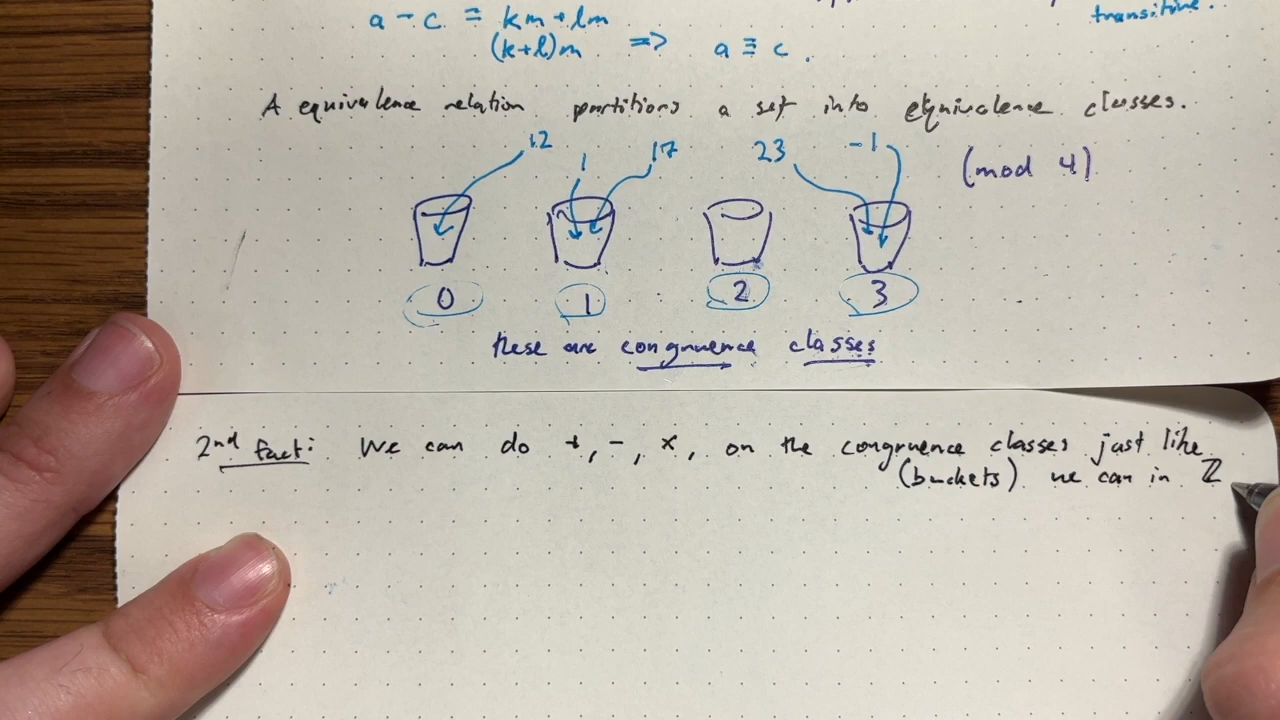 transitive.
a - c = km + lm
(k+l)m => a ≡ c.
A equivalence relation partitions a set into equivalence classes.
12 1 17 23 -1 (mod 4)
0 1 2 3
these are congruence classes
2nd fact: We can do +, -, ×, on the congruence classes just like
(buckets) we can in ℤ